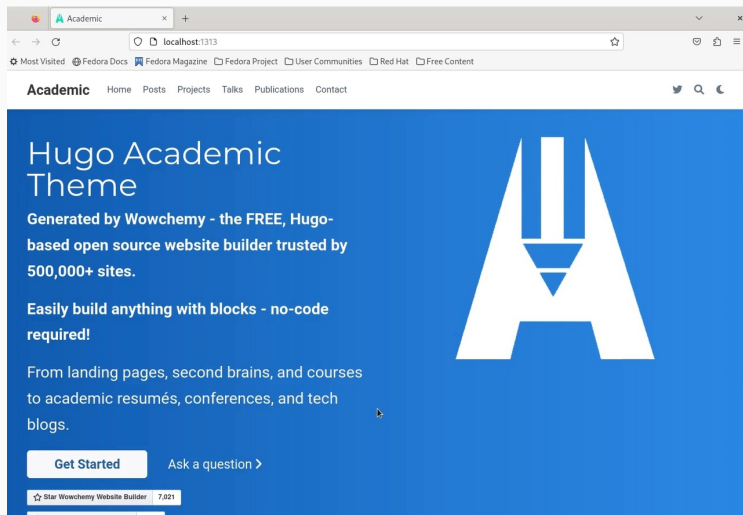 Academic
localhost:1313
Most Visited Fedora Docs Fedora Magazine Fedora Project User Communities Red Hat Free Content
Academic Home Posts Projects Talks Publications Contact
Hugo Academic
Theme
Generated by Wowchemy - the FREE, Hugo-
based open source website builder trusted by
500,000+ sites.
Easily build anything with blocks - no-code
required!
From landing pages, second brains, and courses
to academic resumés, conferences, and tech
blogs.
Get Started Ask a question
Star Wowchemy Website Builder 7,021